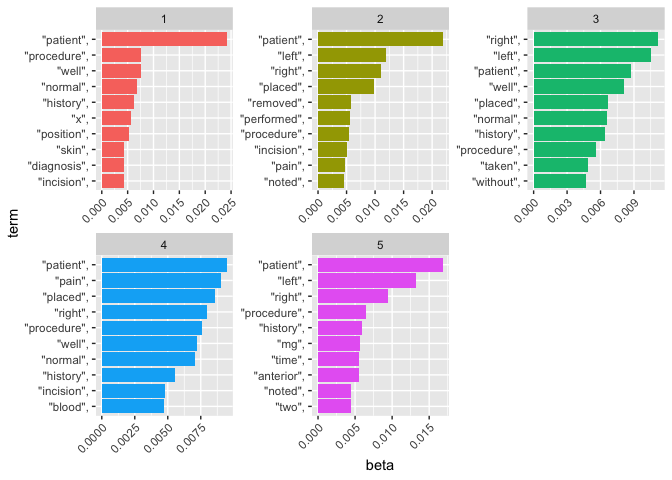 1
"patient",
"procedure",
"well",
"normal",
"history",
"x",
"position",
"skin",
"diagnosis",
"incision",
0.000 0.005 0.010 0.015 0.020 0.025
2
"patient",
"left",
"right",
"placed",
"removed",
"performed",
"procedure",
"incision",
"pain",
"noted",
0.000 0.005 0.010 0.015 0.020
3
"right",
"left",
"patient",
"well",
"placed",
"normal",
"history",
"procedure",
"taken",
"without",
0.000 0.003 0.006 0.009
term
4
"patient",
"pain",
"placed",
"right",
"procedure",
"well",
"normal",
"history",
"incision",
"blood",
0.0000 0.0025 0.0050 0.0075
5
"patient",
"left",
"right",
"procedure",
"history",
"mg",
"time",
"anterior",
"noted",
"two",
0.000 0.005 0.010 0.015
beta